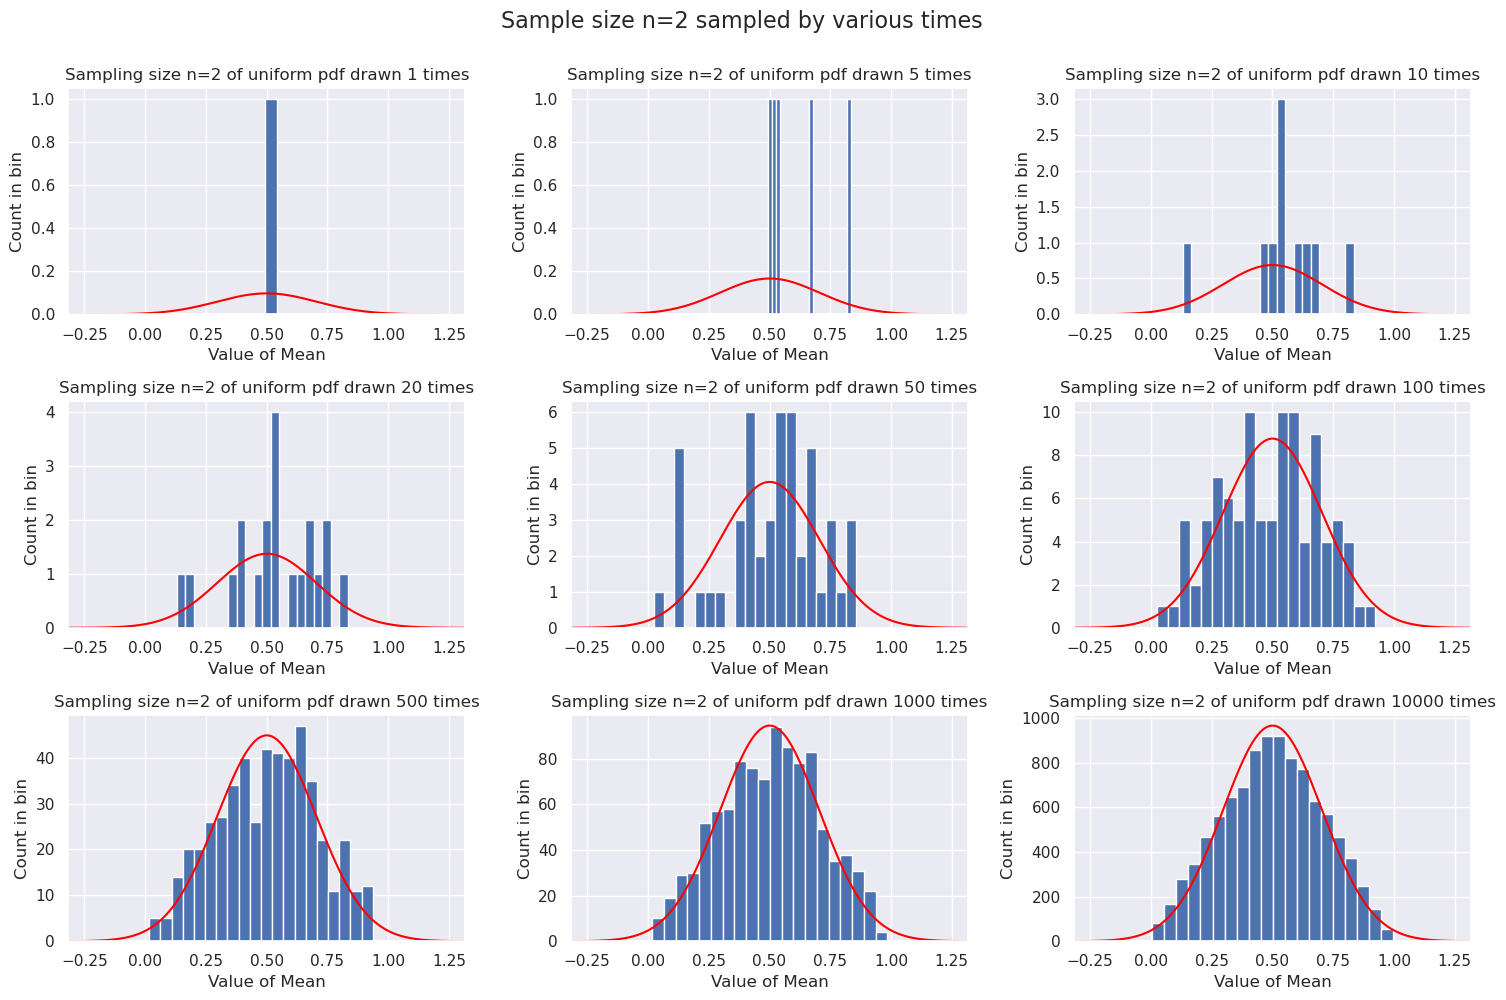 Sample size n=2 sampled by various times
Sampling size n=2 of uniform pdf drawn 1 times
Count in bin
1.0
0.8
0.6
0.4
0.2
0.0
−0.25 0.00 0.25 0.50 0.75 1.00 1.25
Value of Mean
Sampling size n=2 of uniform pdf drawn 5 times
Count in bin
1.0
0.8
0.6
0.4
0.2
0.0
−0.25 0.00 0.25 0.50 0.75 1.00 1.25
Value of Mean
Sampling size n=2 of uniform pdf drawn 10 times
Count in bin
3.0
2.5
2.0
1.5
1.0
0.5
0.0
−0.25 0.00 0.25 0.50 0.75 1.00 1.25
Value of Mean
Sampling size n=2 of uniform pdf drawn 20 times
Count in bin
4
3
2
1
0
−0.25 0.00 0.25 0.50 0.75 1.00 1.25
Value of Mean
Sampling size n=2 of uniform pdf drawn 50 times
Count in bin
6
5
4
3
2
1
0
−0.25 0.00 0.25 0.50 0.75 1.00 1.25
Value of Mean
Sampling size n=2 of uniform pdf drawn 100 times
Count in bin
10
8
6
4
2
0
−0.25 0.00 0.25 0.50 0.75 1.00 1.25
Value of Mean
Sampling size n=2 of uniform pdf drawn 500 times
Count in bin
40
30
20
10
0
−0.25 0.00 0.25 0.50 0.75 1.00 1.25
Value of Mean
Sampling size n=2 of uniform pdf drawn 1000 times
Count in bin
80
60
40
20
0
−0.25 0.00 0.25 0.50 0.75 1.00 1.25
Value of Mean
Sampling size n=2 of uniform pdf drawn 10000 times
Count in bin
1000
800
600
400
200
0
−0.25 0.00 0.25 0.50 0.75 1.00 1.25
Value of Mean